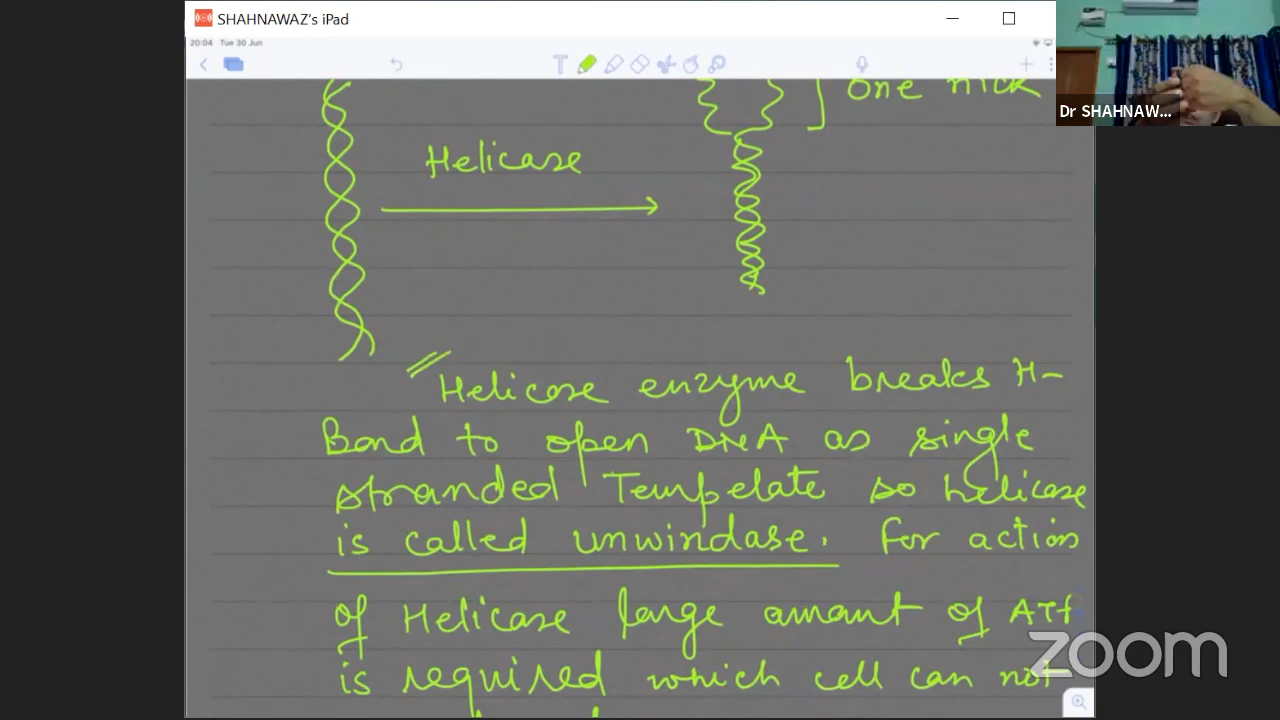 SHAHNAWAZ's iPad
20:04 Tue 30 Jun
Dr SHAHNAW...
one nick
Helicase
Helicase enzyme breaks H-
Bond to open DNA as single
stranded Tempelate so helicase
is called unwindase. For action
of Helicase large amount of ATP
is required which cell can not
zoom